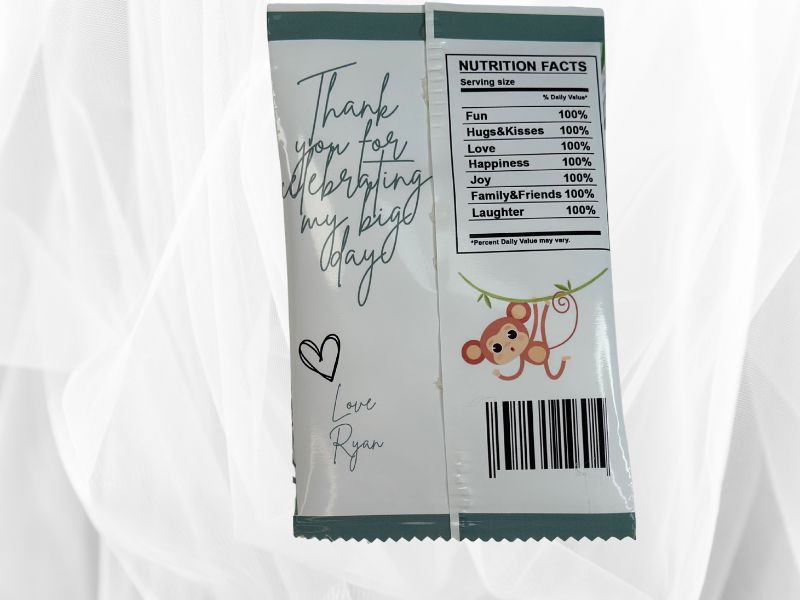 Thank
you for
celebrating
my big
day
Love
Ryan
NUTRITION FACTS
Serving size
% Daily Value*
Fun 100%
Hugs&Kisses 100%
Love 100%
Happiness 100%
Joy 100%
Family&Friends 100%
Laughter 100%
*Percent Daily Value may vary.